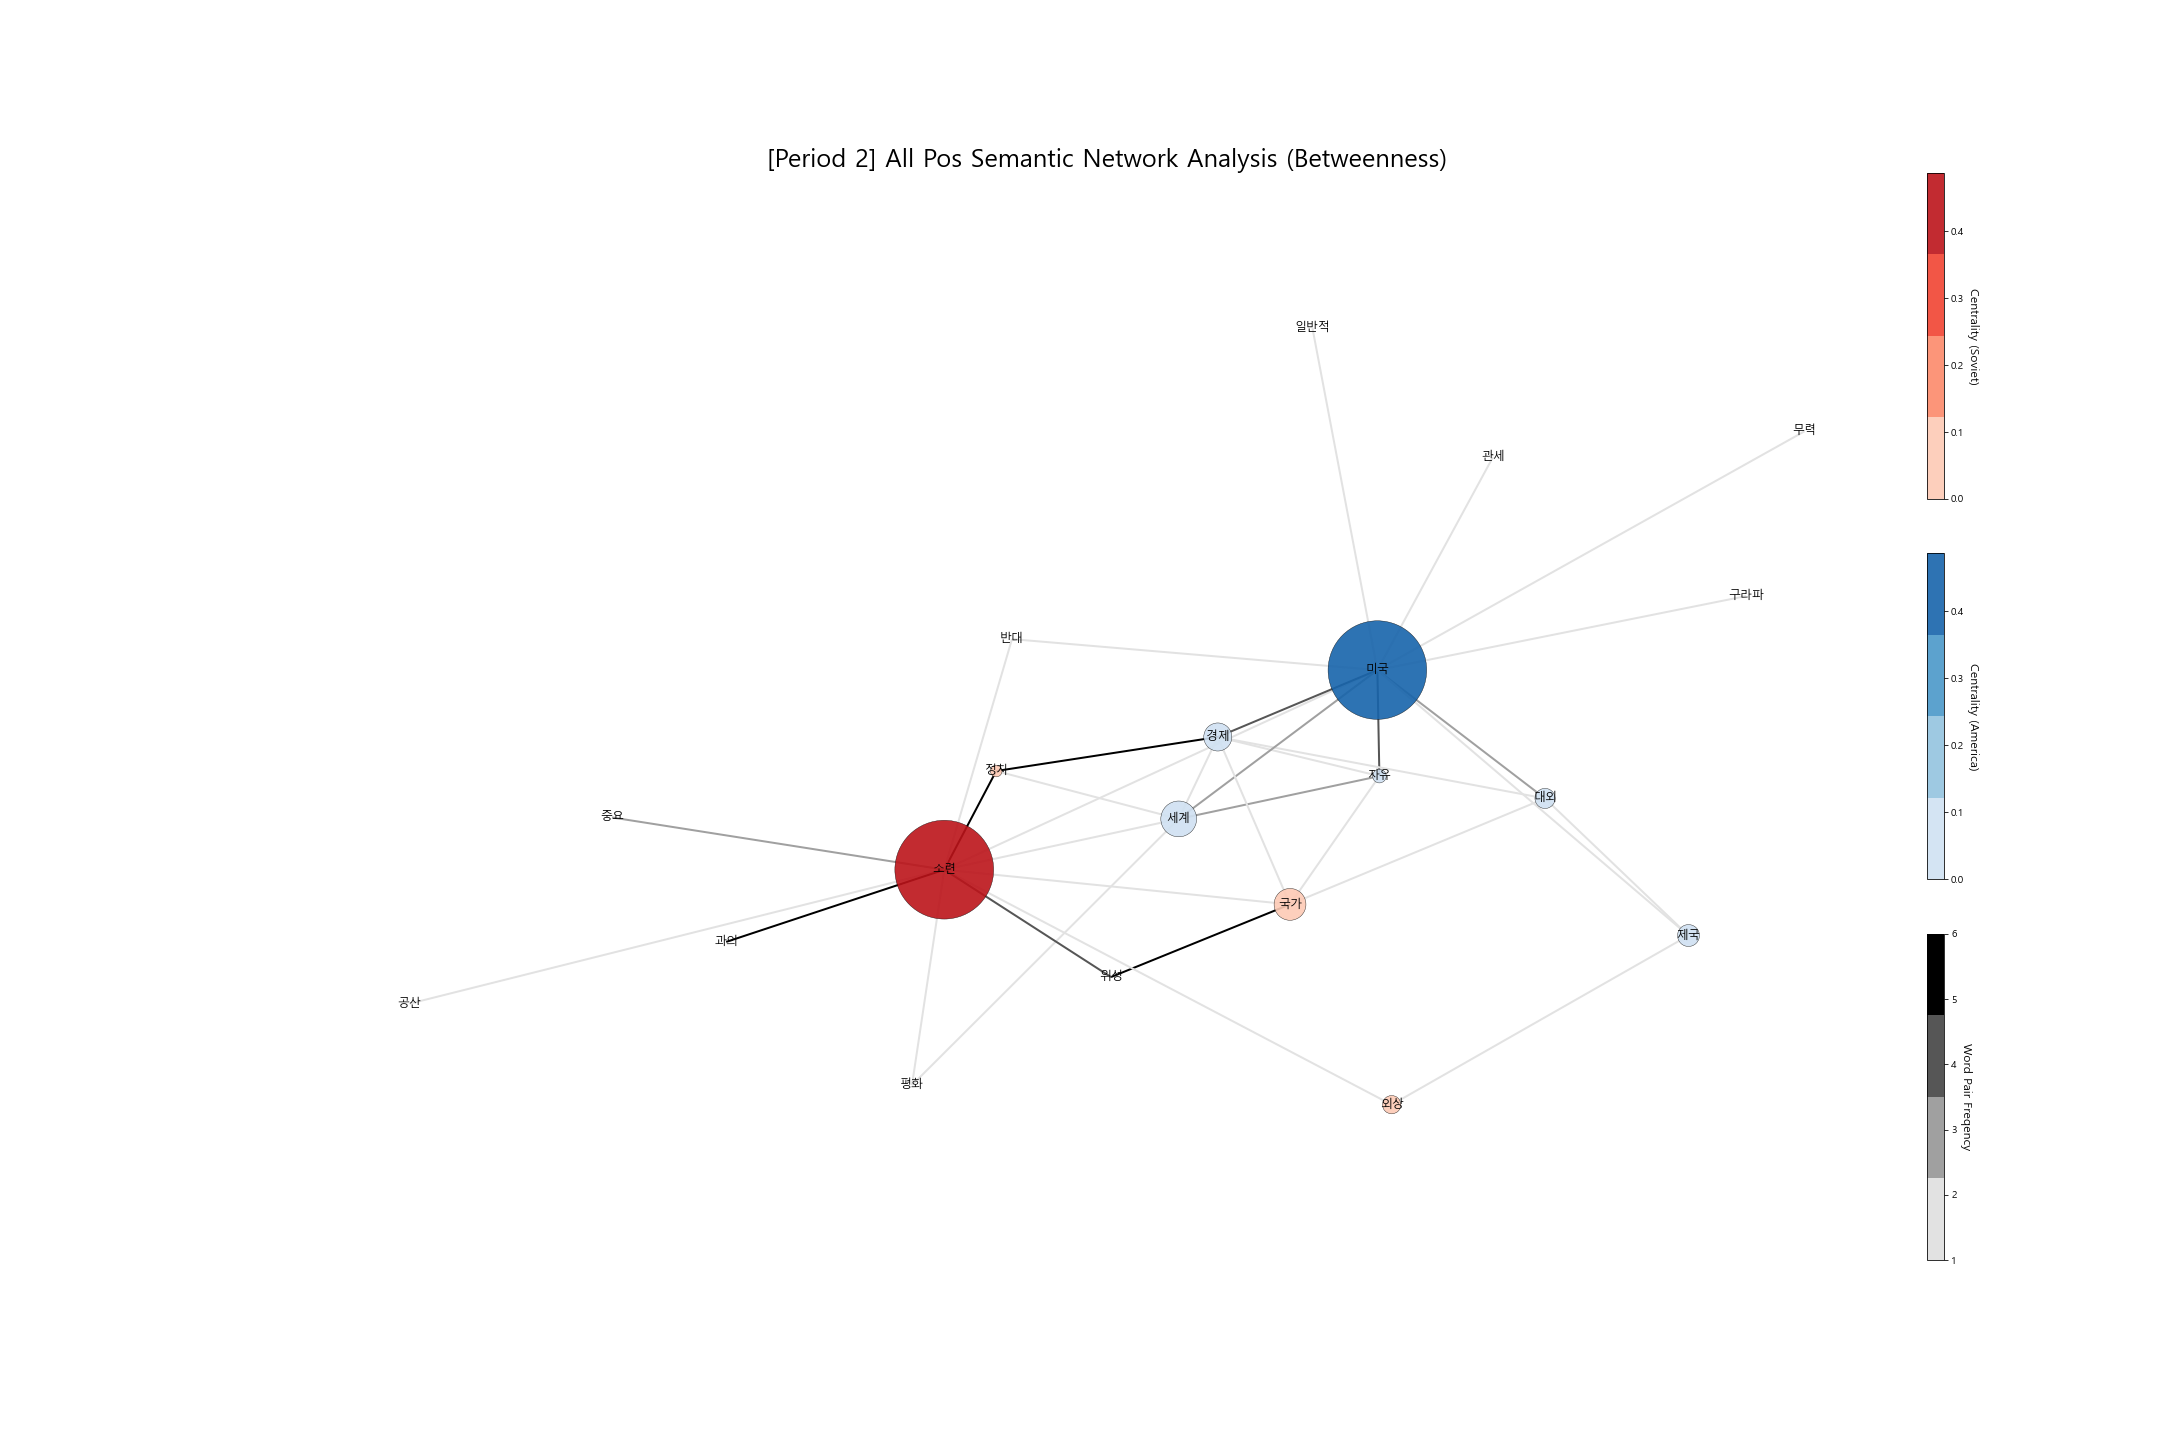 [Period 2] All Pos Semantic Network Analysis (Betweenness)
일반적
무력
관세
구라파
반대
미국
경제
정치
자유
대외
중요
세계
소련
국가
제국
과의
위성
공산
평화
외상
0.4
0.3
0.2
0.1
0.0
Centrality (Soviet)
0.4
0.3
0.2
0.1
0.0
Centrality (America)
6
5
4
3
2
1
Word Pair Freqency